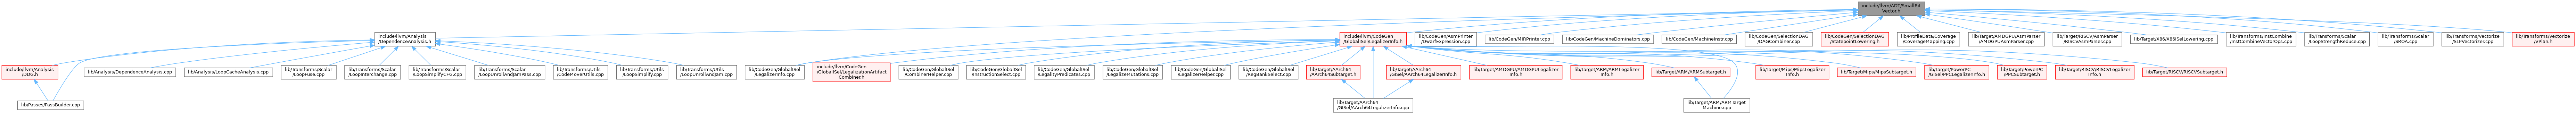 include/llvm/ADT/SmallBit
Vector.h
include/llvm/Analysis
/DependenceAnalysis.h
include/llvm/CodeGen
/GlobalISel/LegalizerInfo.h
lib/CodeGen/AsmPrinter
/DwarfExpression.cpp
lib/CodeGen/MIRPrinter.cpp
lib/CodeGen/MachineDominators.cpp
lib/CodeGen/MachineInstr.cpp
lib/CodeGen/SelectionDAG
/DAGCombiner.cpp
lib/CodeGen/SelectionDAG
/StatepointLowering.h
lib/ProfileData/Coverage
/CoverageMapping.cpp
lib/Target/AMDGPU/AsmParser
/AMDGPUAsmParser.cpp
lib/Target/RISCV/AsmParser
/RISCVAsmParser.cpp
lib/Target/X86/X86ISelLowering.cpp
lib/Transforms/InstCombine
/InstCombineVectorOps.cpp
lib/Transforms/Scalar
/LoopStrengthReduce.cpp
lib/Transforms/Scalar
/SROA.cpp
lib/Transforms/Vectorize
/SLPVectorizer.cpp
lib/Transforms/Vectorize
/VPlan.h
include/llvm/Analysis
/DDG.h
lib/Analysis/DependenceAnalysis.cpp
lib/Analysis/LoopCacheAnalysis.cpp
lib/Transforms/Scalar
/LoopFuse.cpp
lib/Transforms/Scalar
/LoopInterchange.cpp
lib/Transforms/Scalar
/LoopSimplifyCFG.cpp
lib/Transforms/Scalar
/LoopUnrollAndJamPass.cpp
lib/Transforms/Utils
/CodeMoverUtils.cpp
lib/Transforms/Utils
/LoopSimplify.cpp
lib/Transforms/Utils
/LoopUnrollAndJam.cpp
lib/CodeGen/GlobalISel
/LegalizerInfo.cpp
include/llvm/CodeGen
/GlobalISel/LegalizationArtifact
Combiner.h
lib/CodeGen/GlobalISel
/CombinerHelper.cpp
lib/CodeGen/GlobalISel
/InstructionSelect.cpp
lib/CodeGen/GlobalISel
/LegalityPredicates.cpp
lib/CodeGen/GlobalISel
/LegalizeMutations.cpp
lib/CodeGen/GlobalISel
/LegalizerHelper.cpp
lib/CodeGen/GlobalISel
/RegBankSelect.cpp
lib/Target/AArch64
/AArch64Subtarget.h
lib/Target/AArch64
/GISel/AArch64LegalizerInfo.h
lib/Target/AMDGPU/AMDGPULegalizer
Info.h
lib/Target/ARM/ARMLegalizer
Info.h
lib/Target/ARM/ARMSubtarget.h
lib/Target/Mips/MipsLegalizer
Info.h
lib/Target/Mips/MipsSubtarget.h
lib/Target/PowerPC
/GISel/PPCLegalizerInfo.h
lib/Target/PowerPC
/PPCSubtarget.h
lib/Target/RISCV/RISCVLegalizer
Info.h
lib/Target/RISCV/RISCVSubtarget.h
lib/Passes/PassBuilder.cpp
lib/Target/AArch64
/GISel/AArch64LegalizerInfo.cpp
lib/Target/ARM/ARMTarget
Machine.cpp